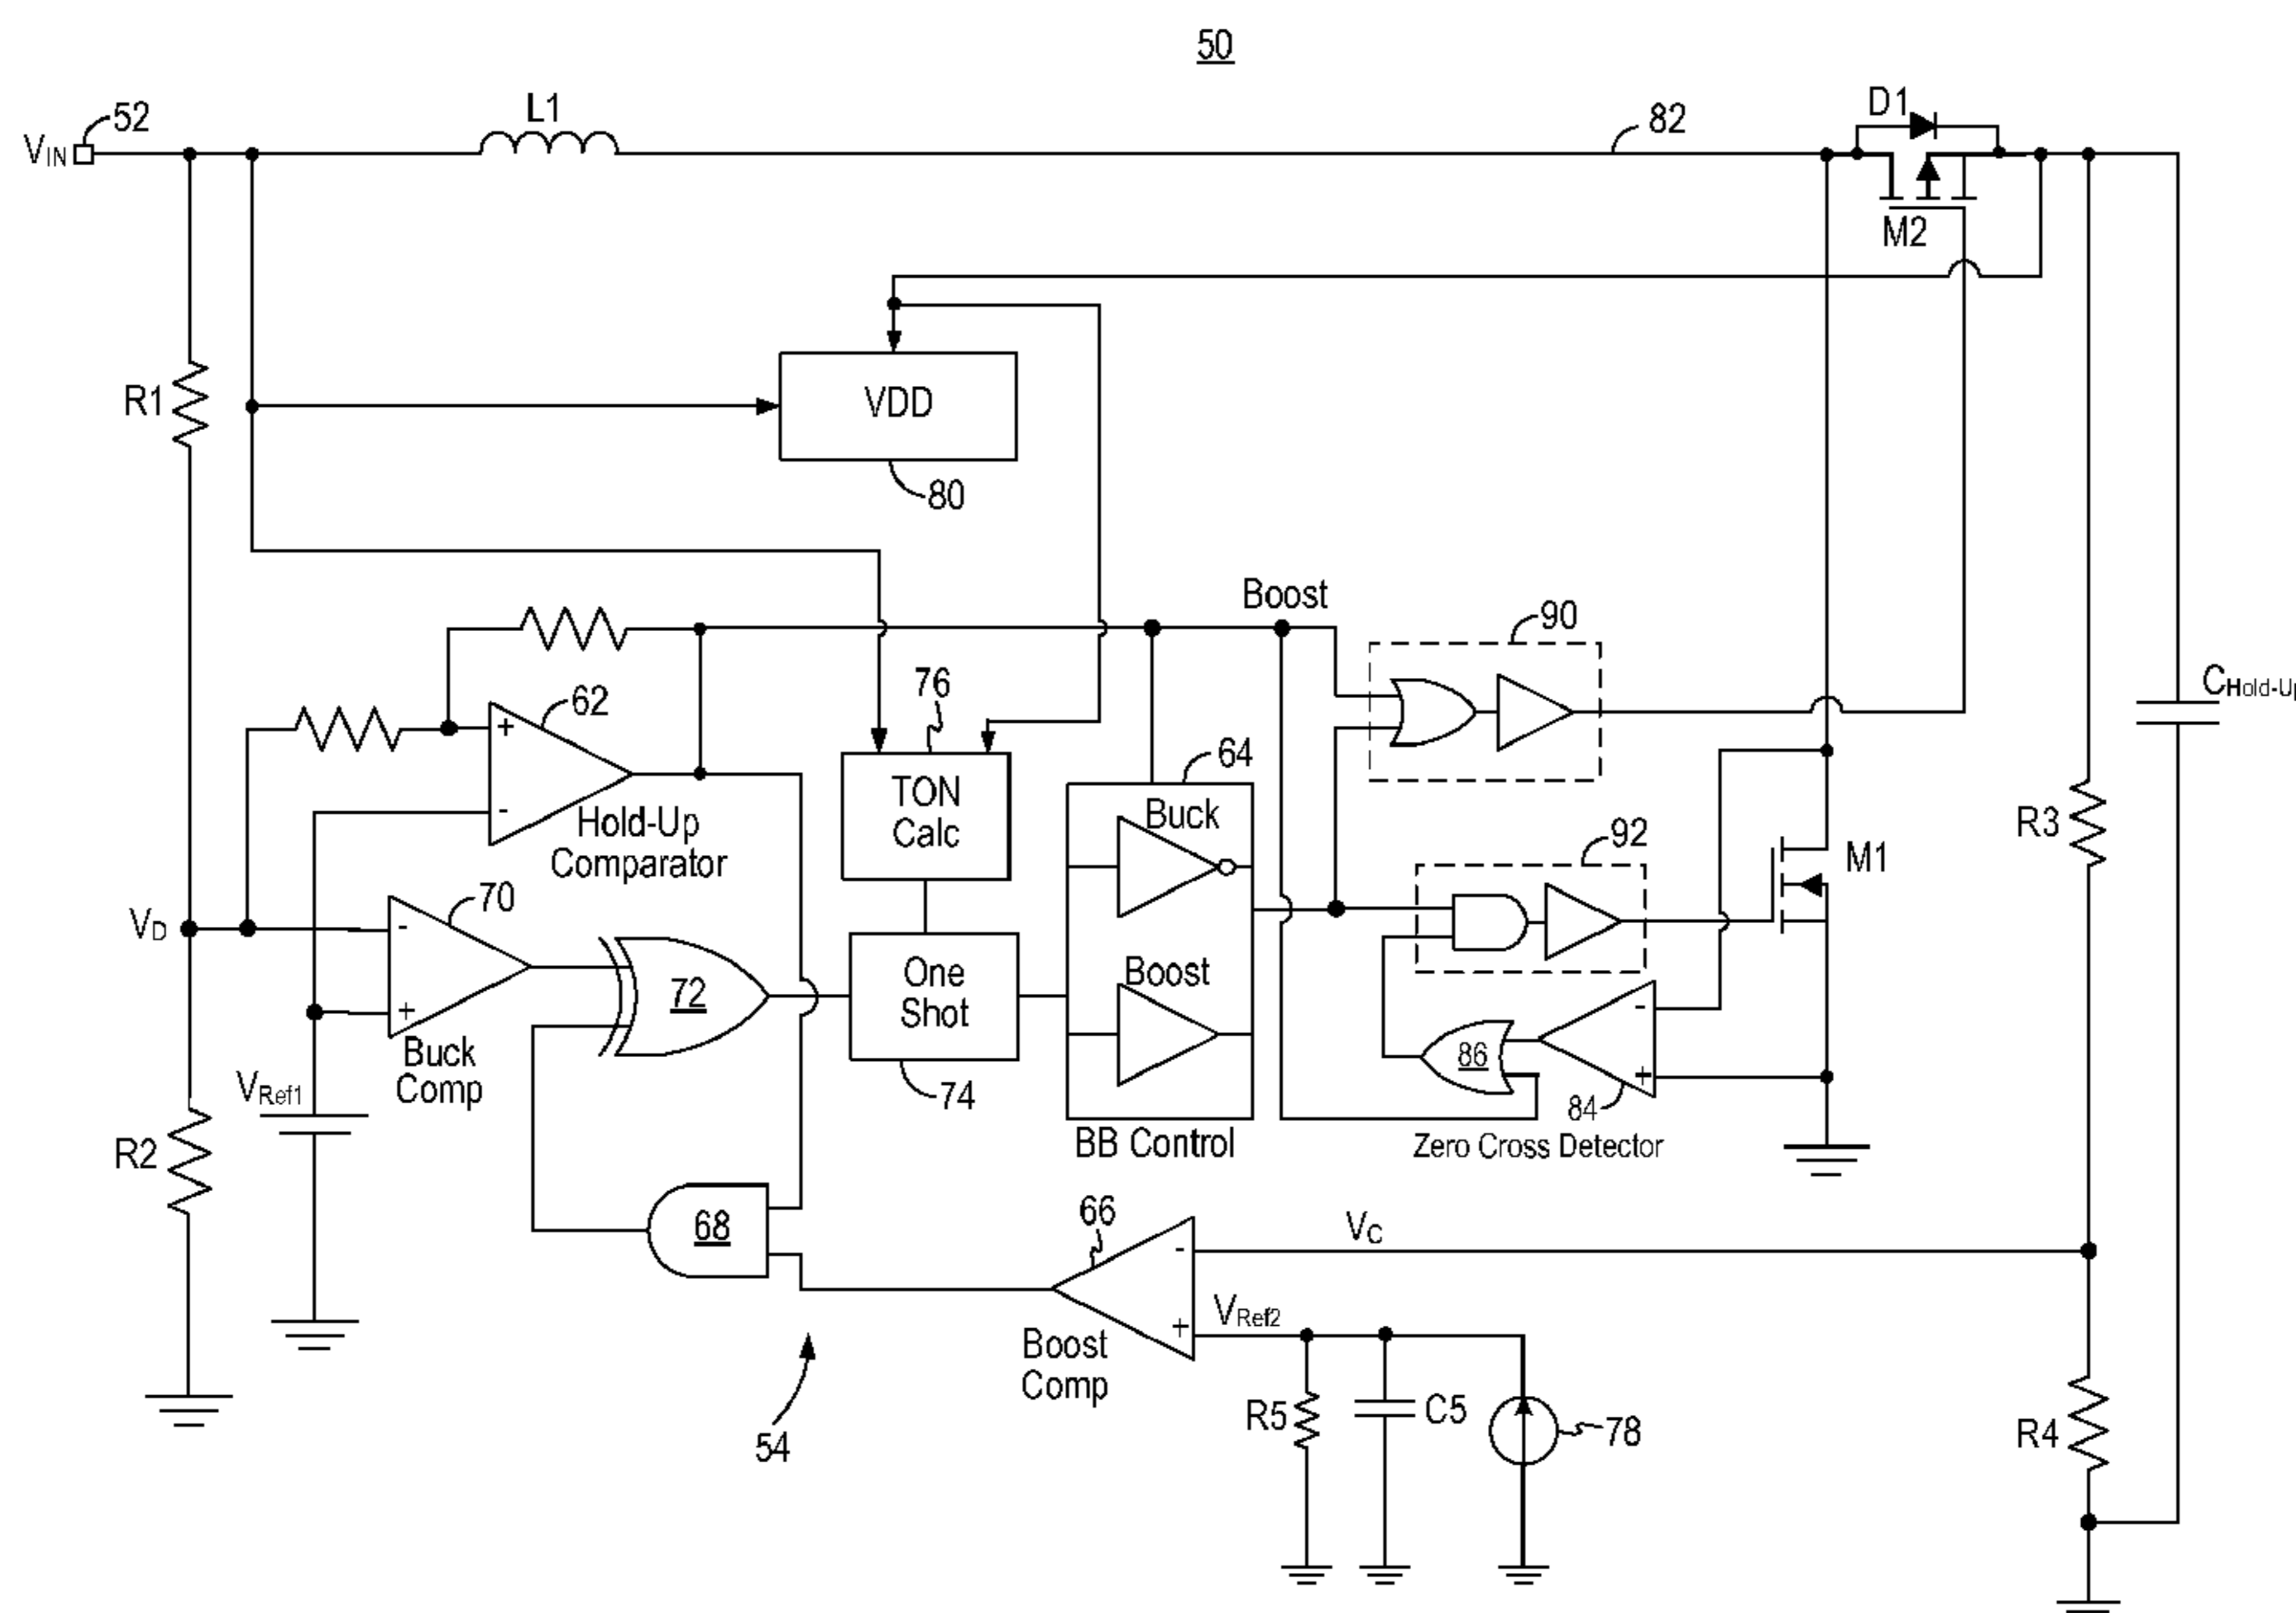 50
52
L1
82
D1
VIN
M2
R1
VDD
80
Boost
90
76
62
+
-
TON
Calc
64
Buck
Hold-Up
Comparator
CHold-Up
R3
92
M1
70
VD
-
+
72
One
Shot
Boost
86
-
+
84
Buck
Comp
VRef1
74
BB Control
Zero Cross Detector
R2
68
66
-
+
VC
VRef2
Boost
Comp
54
R5
C5
78
R4